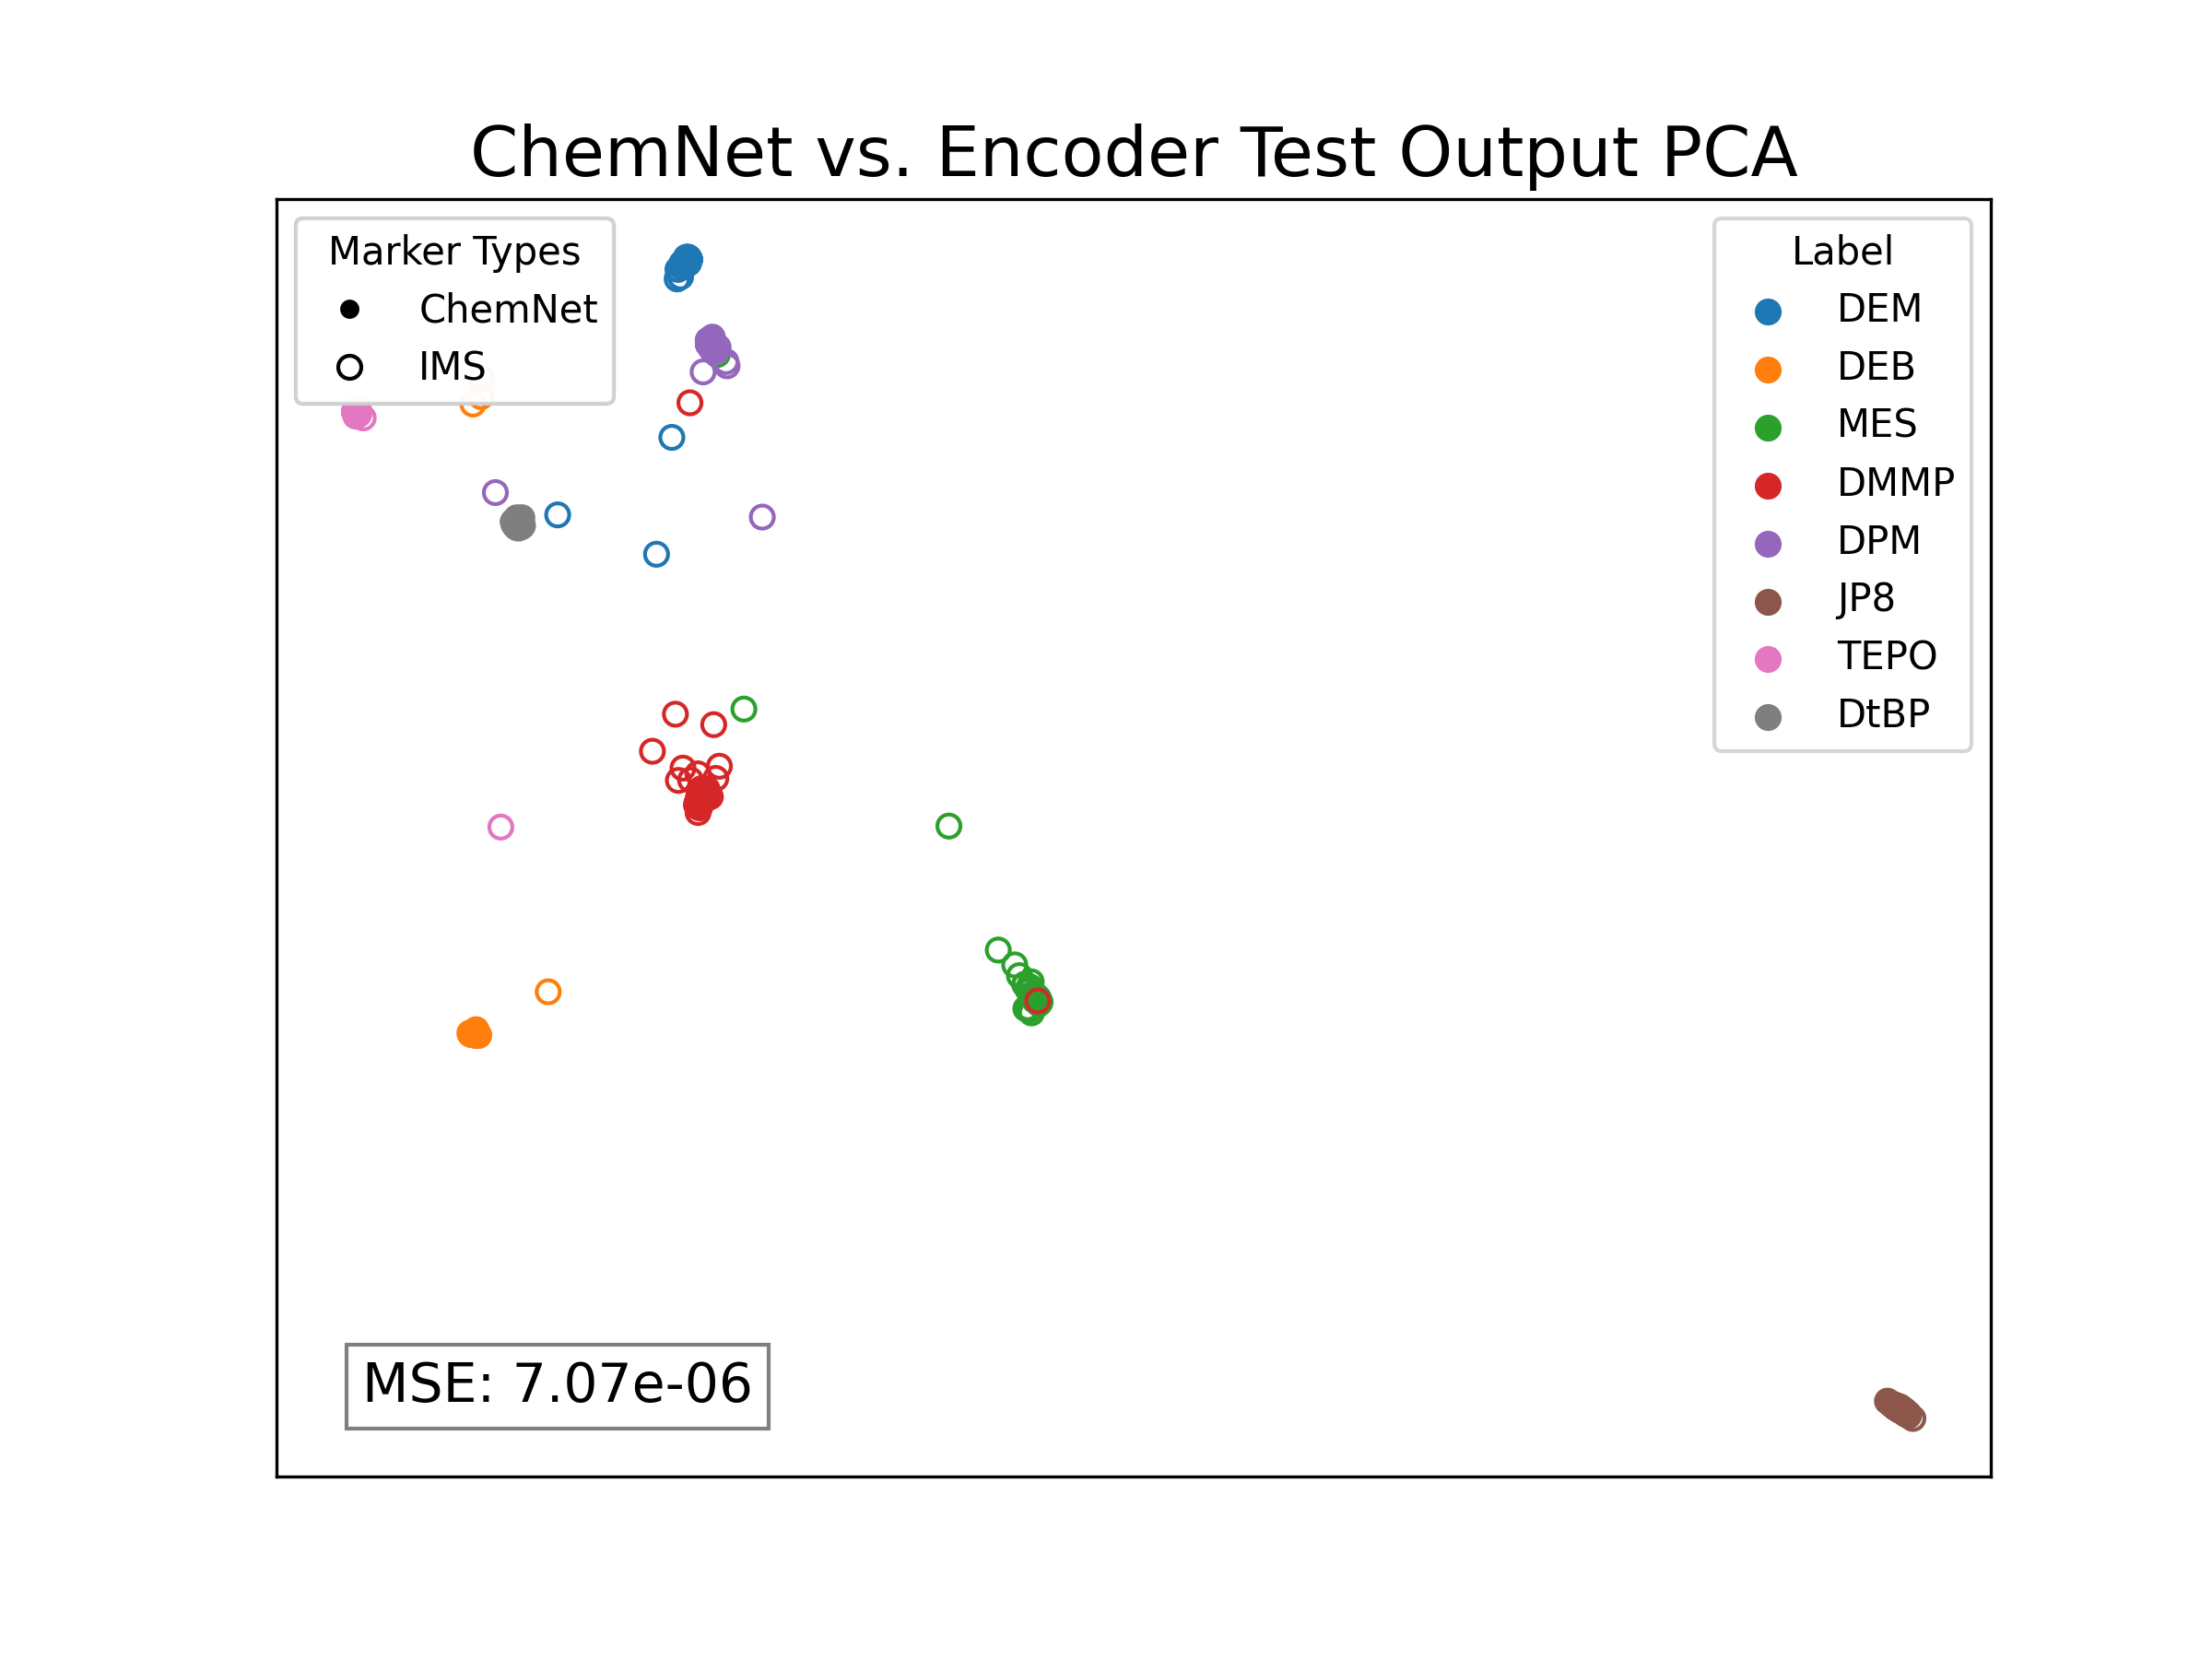 ChemNet vs. Encoder Test Output PCA
Marker Types
ChemNet
IMS
Label
DEM
DEB
MES
DMMP
DPM
JP8
TEPO
DtBP
MSE: 7.07e-06